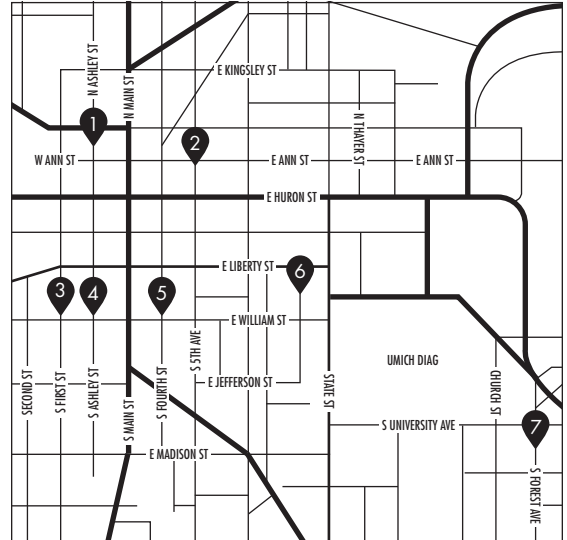 N ASHLEY ST
N MAIN ST
E KINGSLEY ST
1
2
N THAYER ST
W ANN ST
E ANN ST
E ANN ST
E HURON ST
E LIBERTY ST
3
4
5
6
E WILLIAM ST
S 5TH AVE
UMICH DIAG
SECOND ST
S FIRST ST
S ASHLEY ST
S MAIN ST
S FOURTH ST
E JEFFERSON ST
STATE ST
CHURCH ST
S UNIVERSITY AVE
7
E MADISON ST
S FOREST AVE